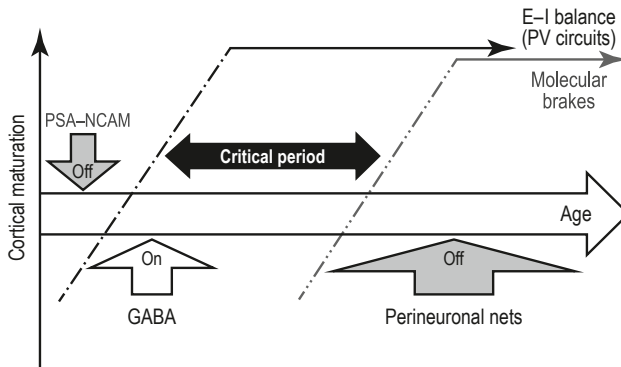 E–I balance
(PV circuits)
Molecular
brakes
PSA–NCAM
Off
Critical period
Cortical maturation
Age
On
Off
GABA
Perineuronal nets